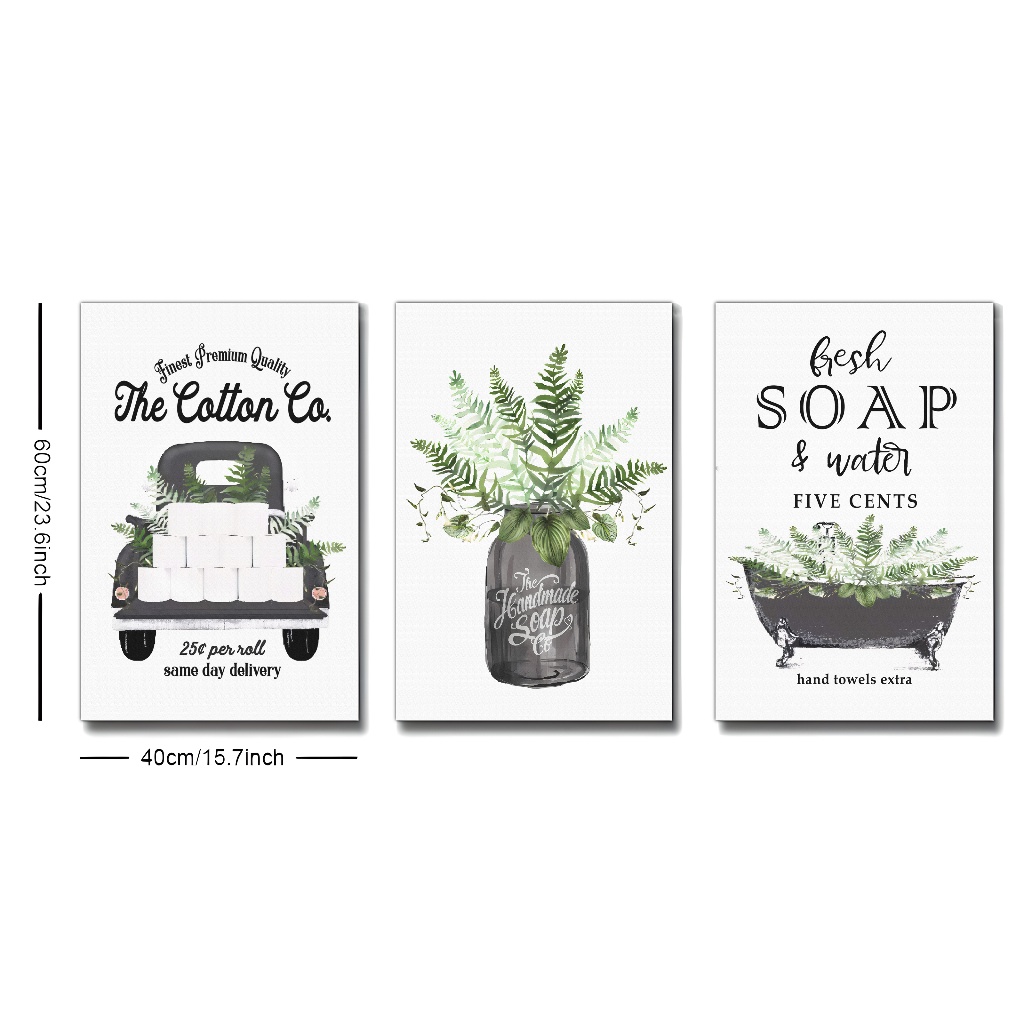 60cm/23.6inch
Finest Premium Quality
The Cotton Co.
25¢ per roll
same day delivery
40cm/15.7inch
The
Handmade
Soap
Co
fresh
SOAP
& water
FIVE CENTS
hand towels extra